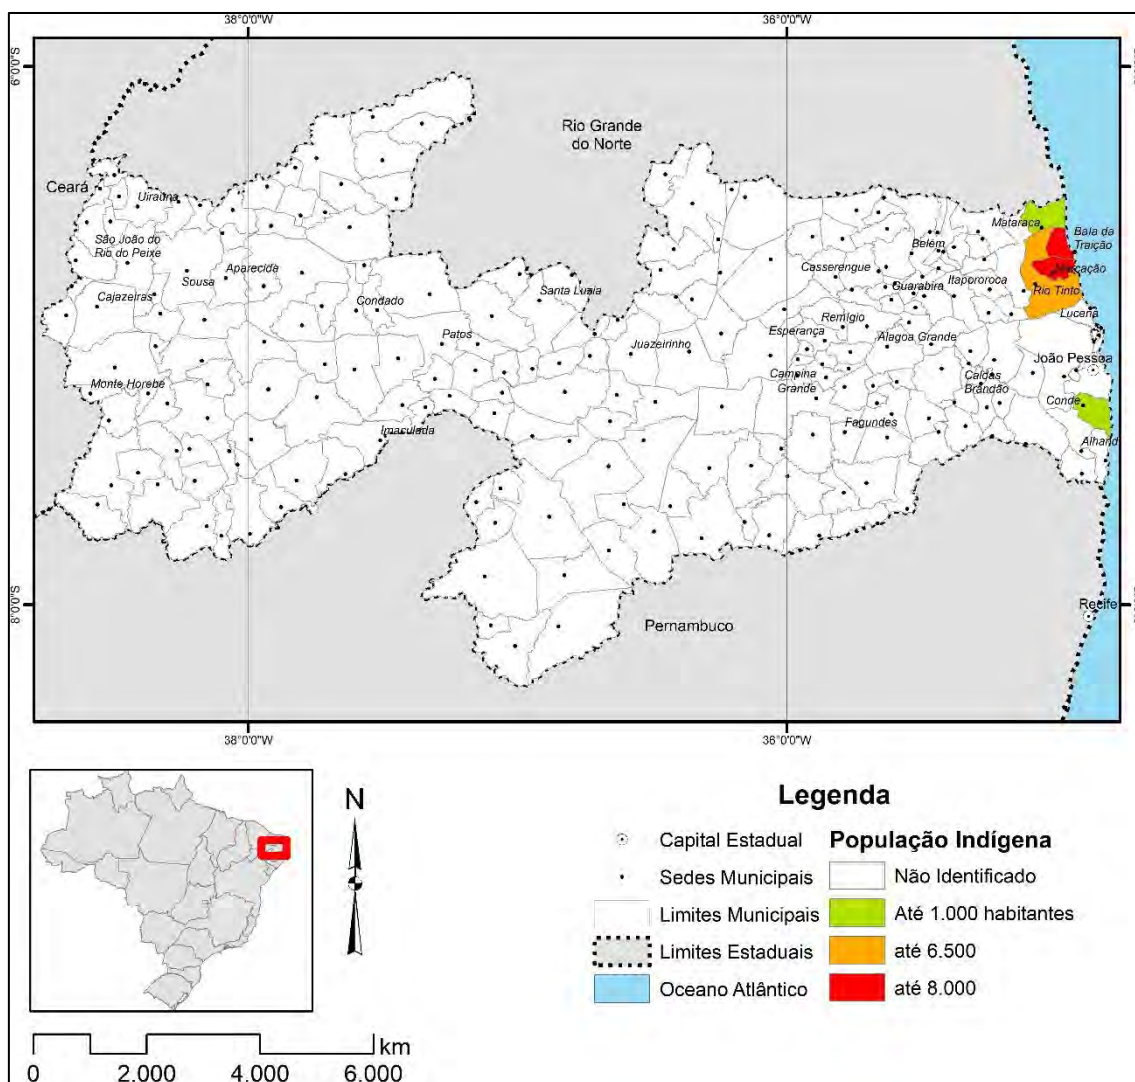 38°0'0"W
36°0'0"W
6°0'0"S
Rio Grande
do Norte
Ceará
Uiraúna
São João do
Rio do Peixe
Sousa
Aparecida
Cajazeiras
Condado
Santa Luzia
Patos
Monte Horebe
Imaculada
Juazeirinho
Mataraca
Baía da
Traição
Belém
Casserengue
Marcação
Guarabira
Itapororoca
Rio Tinto
Lucena
Remígio
Esperança
Alagoa Grande
João Pessoa
Campina
Grande
Caldas
Brandão
Conde
Fagundes
Alhand
8°0'0"S
Recife
Pernambuco
38°0'0"W
36°0'0"W
N
Legenda
Capital Estadual
População Indígena
Sedes Municipais
Não Identificado
Limites Municipais
Até 1.000 habitantes
Limites Estaduais
até 6.500
Oceano Atlântico
até 8.000
km
0
2.000
4.000
6.000